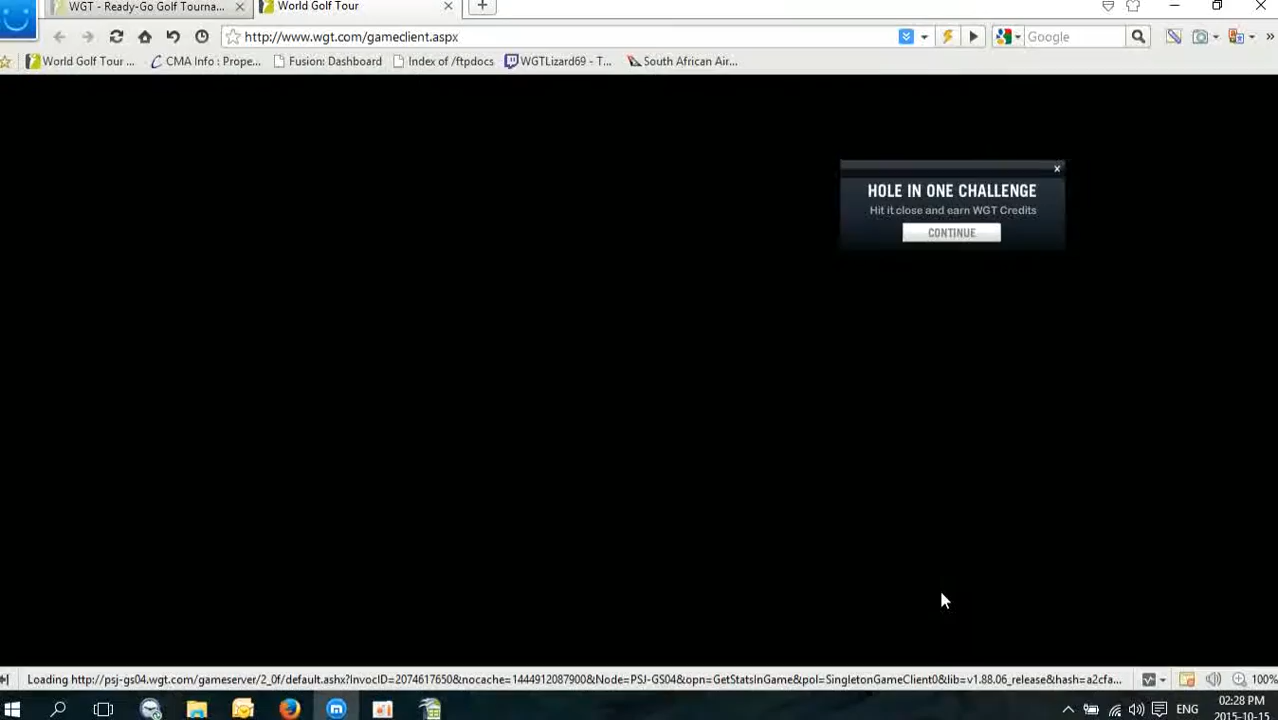 WGT - Ready-Go Golf Tourna...
World Golf Tour
http://www.wgt.com/gameclient.aspx
Google
World Golf Tour ...
CMA Info : Prope...
Fusion: Dashboard
Index of /ftpdocs
WGTLizard69 - T...
South African Air...
HOLE IN ONE CHALLENGE
Hit it close and earn WGT Credits
CONTINUE
Loading http://psj-gs04.wgt.com/gameserver/2_0f/default.ashx?InvocID=2074617650&nocache=1444912087900&Node=PSJ-GS04&opn=GetStatsInGame&pol=SingletonGameClient0&lib=v1.88.06_release&hash=a2cfa...
100%
ENG
02:28 PM
2015-10-15